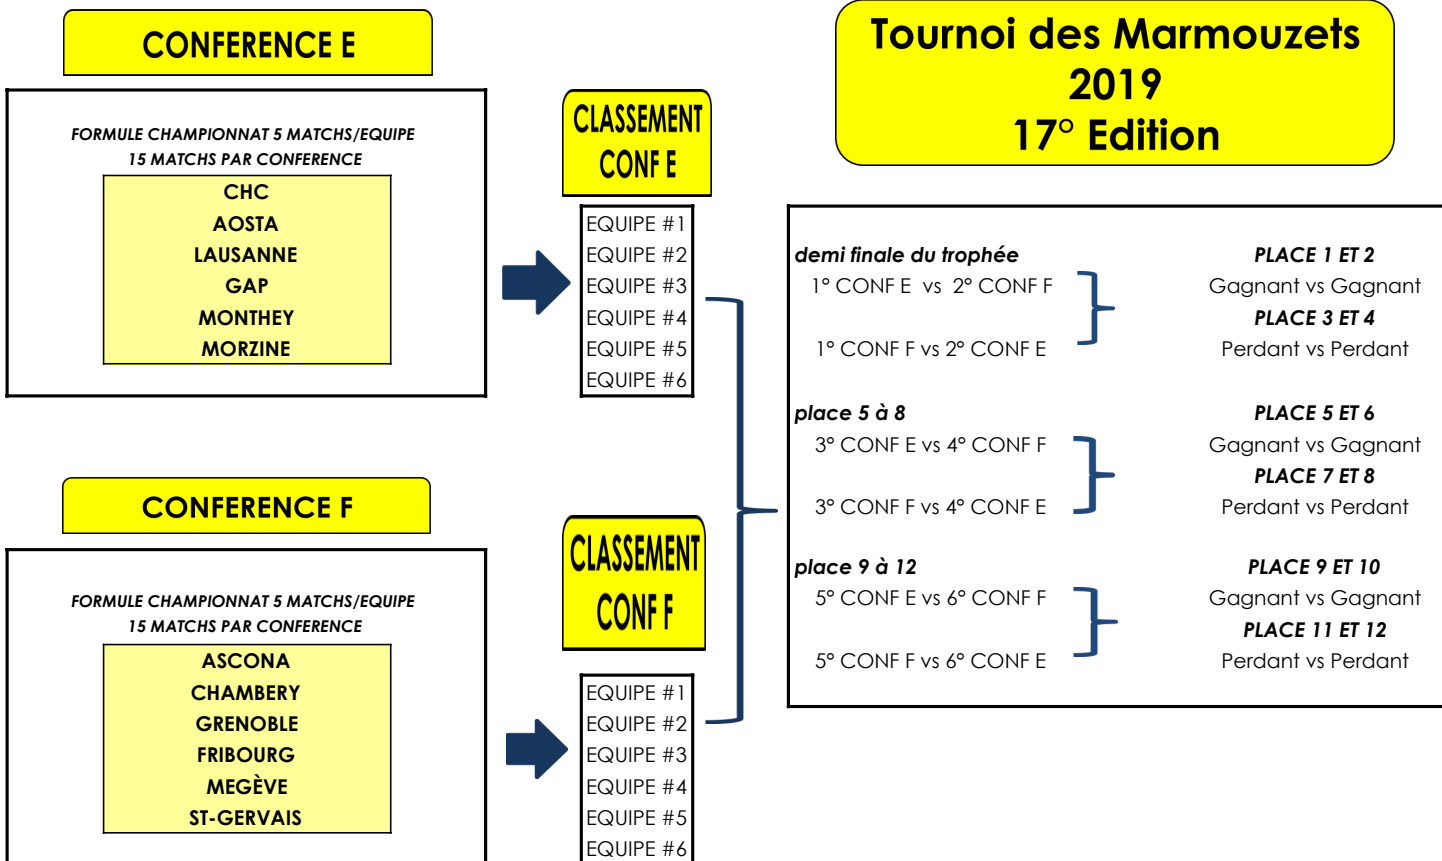 CONFERENCE E
FORMULE CHAMPIONNAT 5 MATCHS/EQUIPE
15 MATCHS PAR CONFERENCE
CHC
AOSTA
LAUSANNE
GAP
MONTHEY
MORZINE
CLASSEMENT
CONF E
EQUIPE #1
EQUIPE #2
EQUIPE #3
EQUIPE #4
EQUIPE #5
EQUIPE #6
CONFERENCE F
FORMULE CHAMPIONNAT 5 MATCHS/EQUIPE
15 MATCHS PAR CONFERENCE
ASCONA
CHAMBERY
GRENOBLE
FRIBOURG
MEGÈVE
ST-GERVAIS
CLASSEMENT
CONF F
EQUIPE #1
EQUIPE #2
EQUIPE #3
EQUIPE #4
EQUIPE #5
EQUIPE #6
Tournoi des Marmouzets
2019
17° Edition
demi finale du trophée
1° CONF E vs 2° CONF F
1° CONF F vs 2° CONF E
PLACE 1 ET 2
Gagnant vs Gagnant
PLACE 3 ET 4
Perdant vs Perdant
place 5 à 8
3° CONF E vs 4° CONF F
3° CONF F vs 4° CONF E
PLACE 5 ET 6
Gagnant vs Gagnant
PLACE 7 ET 8
Perdant vs Perdant
place 9 à 12
5° CONF E vs 6° CONF F
5° CONF F vs 6° CONF E
PLACE 9 ET 10
Gagnant vs Gagnant
PLACE 11 ET 12
Perdant vs Perdant